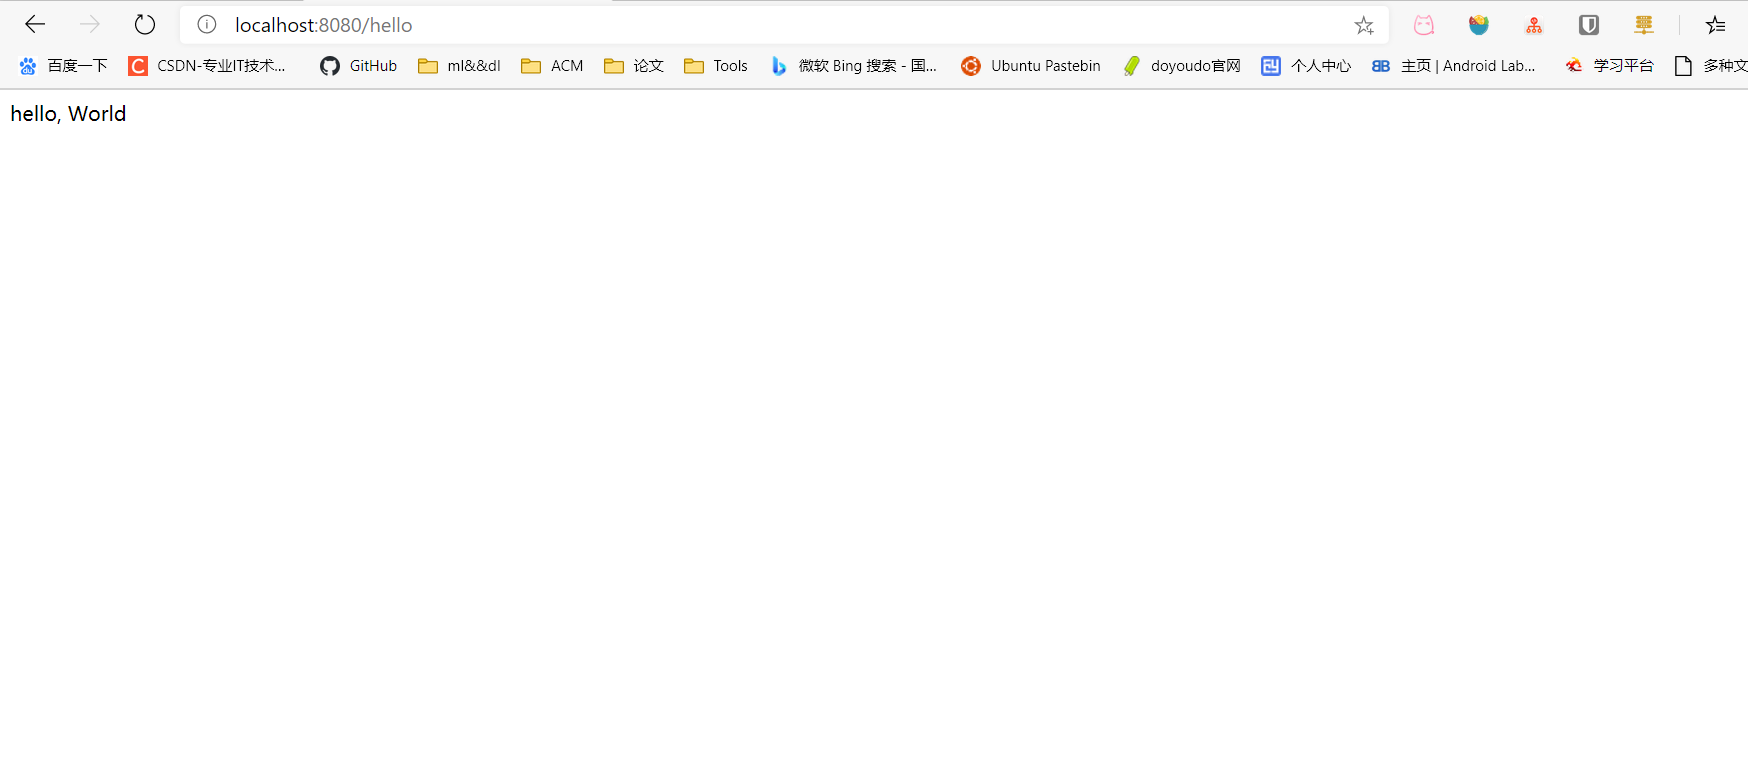 localhost:8080/hello
百度一下 CSDN-专业IT技术... GitHub ml&&dl ACM 论文 Tools 微软 Bing 搜索 - 国... Ubuntu Pastebin doyoudo官网 个人中心 主页 | Android Lab... 学习平台 多种文
hello, World